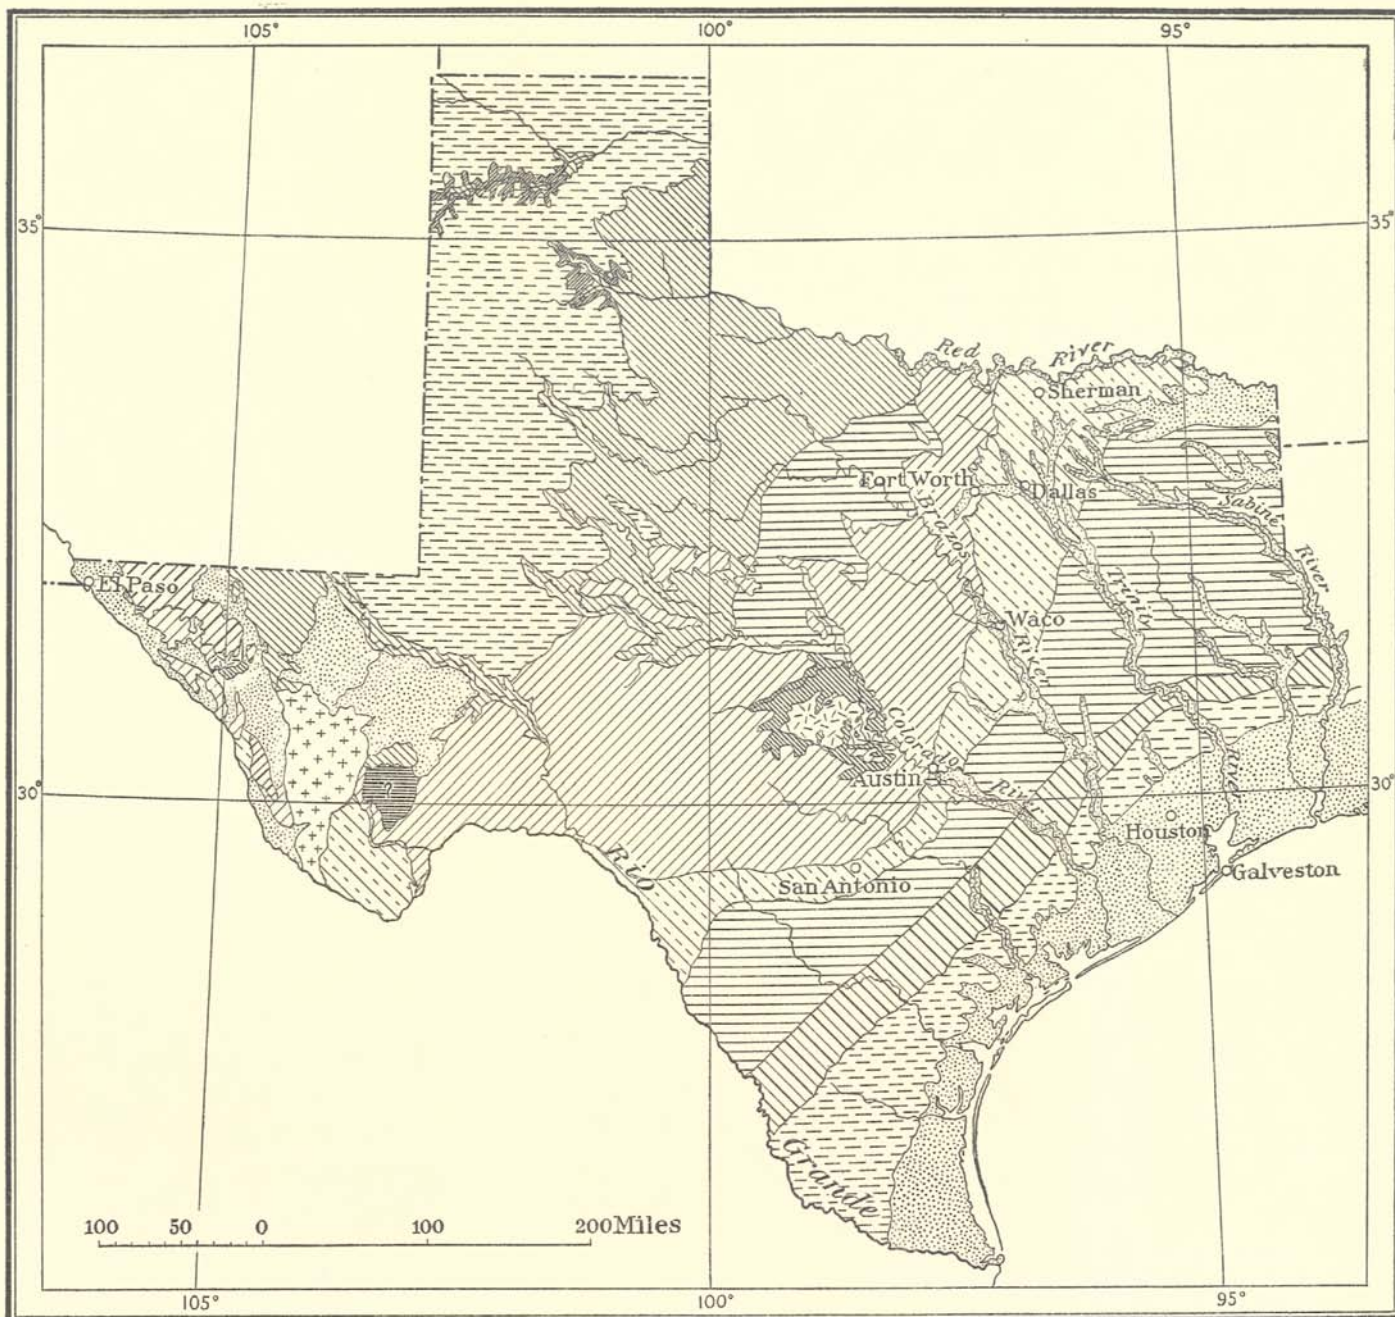 105°
100°
95°
35°
35°
Red
River
Sherman
Fort Worth
Dallas
Brazos
Sabine
River
El Paso
Trinity
Waco
River
Colorado
Austin
River
River
30°
?
30°
Houston
Rio
San Antonio
Galveston
Grande
100 50 0 100 200 Miles
105°
100°
95°